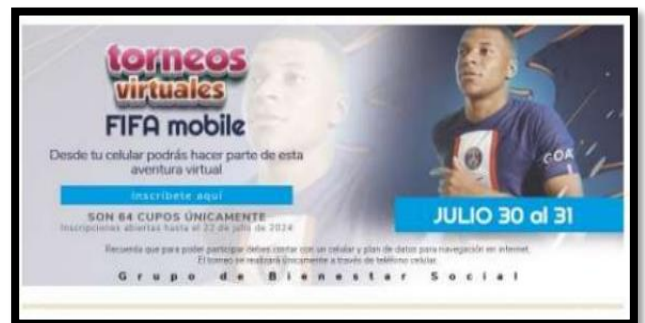 torneos
virtuales
FIFA mobile
Desde tu celular podrás hacer parte de esta
aventura virtual
inscríbete aquí
SON 64 CUPOS ÚNICAMENTE
Inscripciones abiertas hasta el 22 de julio de 2024
JULIO 30 al 31
GOA
Recuerda que para poder participar debes contar con un celular y plan de datos para navegación en internet.
El torneo se realizará únicamente a través de teléfono celular.
Grupo de Bienestar Social